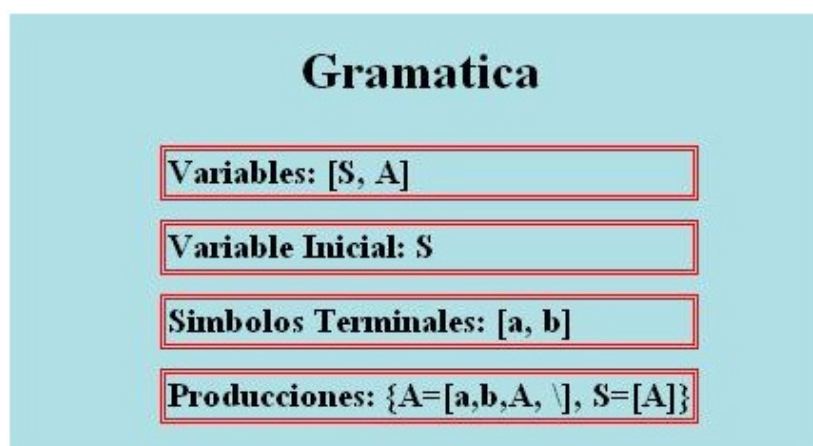 Gramatica
Variables: [S, A]
Variable Inicial: S
Simbolos Terminales: [a, b]
Producciones: {A=[a,b,A, \], S=[A]}